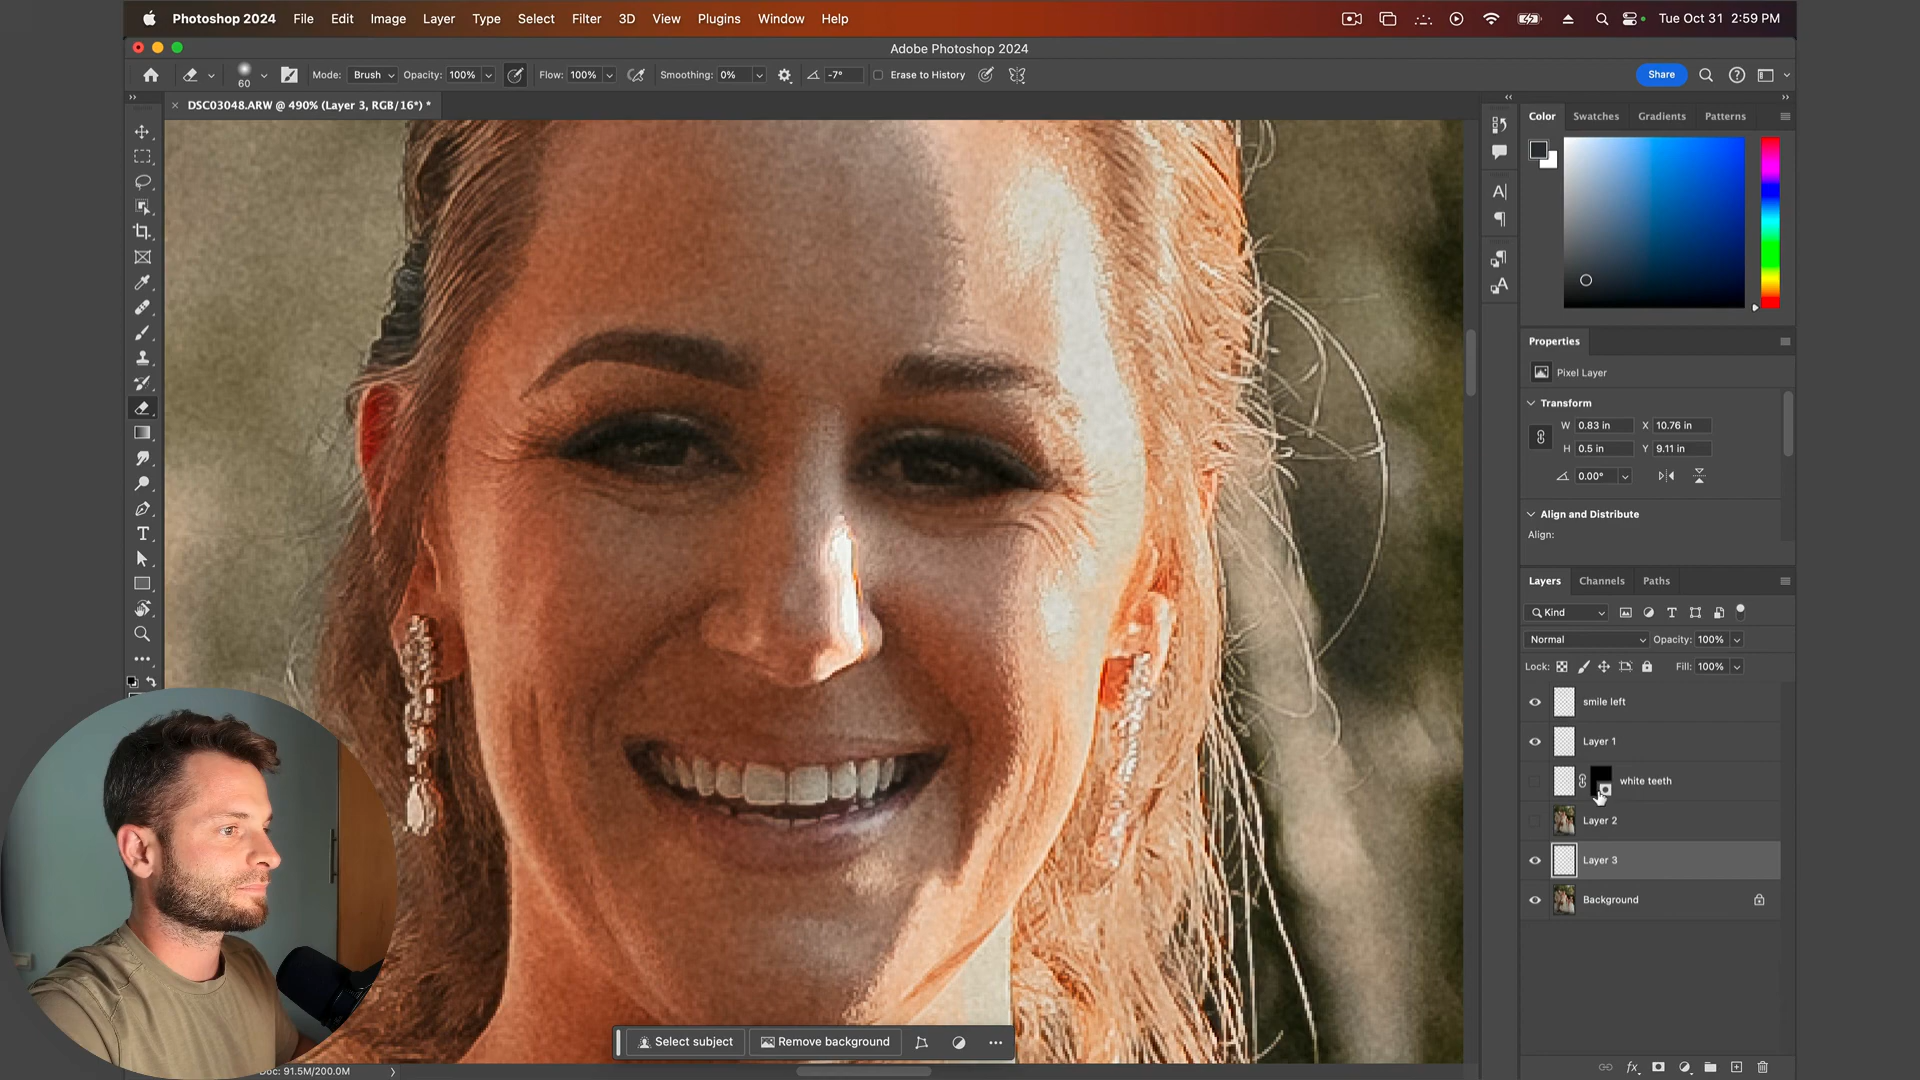 Photoshop 2024 File Edit Image Layer Type Select Filter 3D View Plugins Window Help Tue Oct 31 2:59 PM
Adobe Photoshop 2024
60 Mode: Brush Opacity: 100% Flow: 100% Smoothing: 0% -7° Erase to History Share
DSC03048.ARW @ 490% (Layer 3, RGB/16*) *
Color Swatches Gradients Patterns
Properties
Pixel Layer
Transform
W 0.83 in X 10.76 in
H 0.5 in Y 9.11 in
0.00°
Align and Distribute
Align:
Layers Channels Paths
Kind
Normal Opacity: 100%
Lock: Fill: 100%
smile left
Layer 1
white teeth
Layer 2
Layer 3
Background
Select subject Remove background
Doc: 91.5M/200.0M